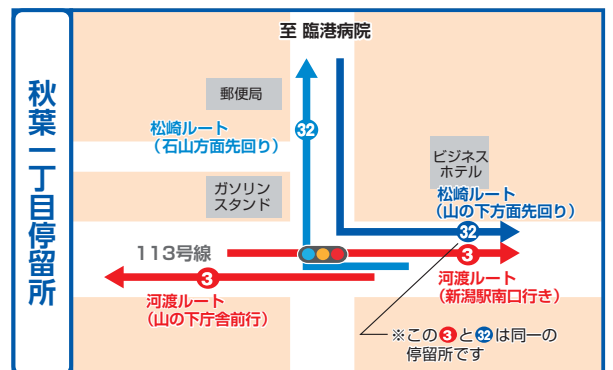 秋葉一丁目停留所
至 臨港病院
郵便局
32
松崎ルート
(石山方面先回り)
ビジネス
ホテル
ガソリン
スタンド
松崎ルート
(山の下方面先回り)
32
113号線
3
3
河渡ルート
(新潟駅南口行き)
河渡ルート
(山の下庁舎前行)
※この3と32は同一の
停留所です